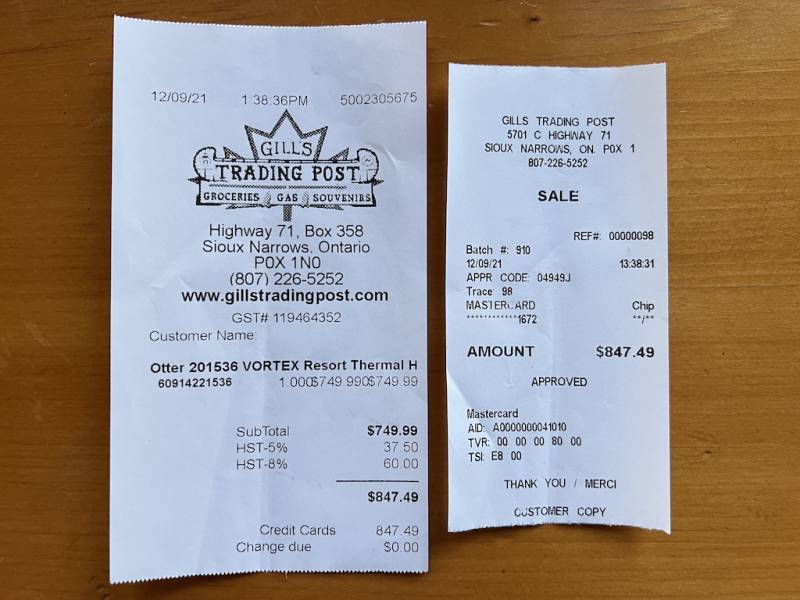 12/09/21 1:38:36PM 5002305675
GILL'S
TRADING POST
GROCERIES GAS SOUVENIRS
Highway 71, Box 358
Sioux Narrows, Ontario
P0X 1N0
(807) 226-5252
www.gillstradingpost.com
GST# 119464352
Customer Name:
Otter 201536 VORTEX Resort Thermal H
60914221536 1.000$749.990$749.99
SubTotal $749.99
HST-5% 37.50
HST-8% 60.00
$847.49
Credit Cards 847.49
Change due $0.00
GILLS TRADING POST
5701 C HIGHWAY 71
SIOUX NARROWS, ON. P0X 1
807-226-5252
SALE
REF#: 00000098
Batch #: 910
12/09/21 13:38:31
APPR CODE: 04949J
Trace: 98
MASTERCARD Chip
************1672 **/**
AMOUNT $847.49
APPROVED
Mastercard
AID: A0000000041010
TVR: 00 00 00 80 00
TSI: E8 00
THANK YOU / MERCI
CUSTOMER COPY